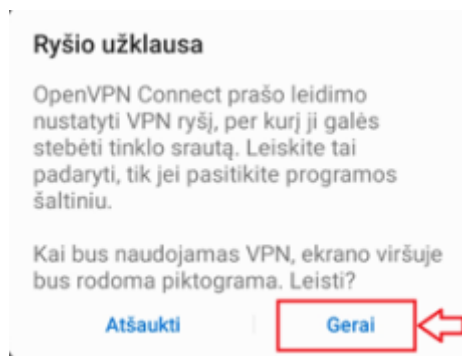 Ryšio užklausa
OpenVPN Connect prašo leidimo
nustatyti VPN ryšį, per kurį ji galės
stebėti tinklo srautą. Leiskite tai
padaryti, tik jei pasitikite programos
šaltiniu.
Kai bus naudojamas VPN, ekrano viršuje
bus rodoma piktograma. Leisti?
Atšaukti
Gerai